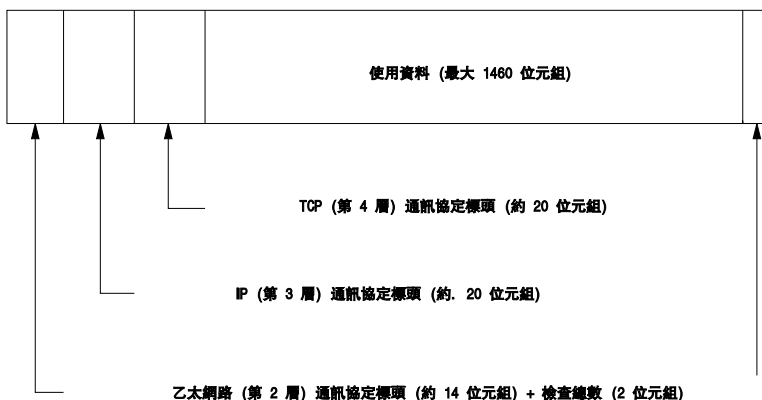 使用資料 (最大 1460 位元組)
TCP (第 4 層) 通訊協定標頭 (約 20 位元組)
IP (第 3 層) 通訊協定標頭 (約. 20 位元組)
乙太網路 (第 2 層) 通訊協定標頭 (約 14 位元組) + 檢查總數 (2 位元組)